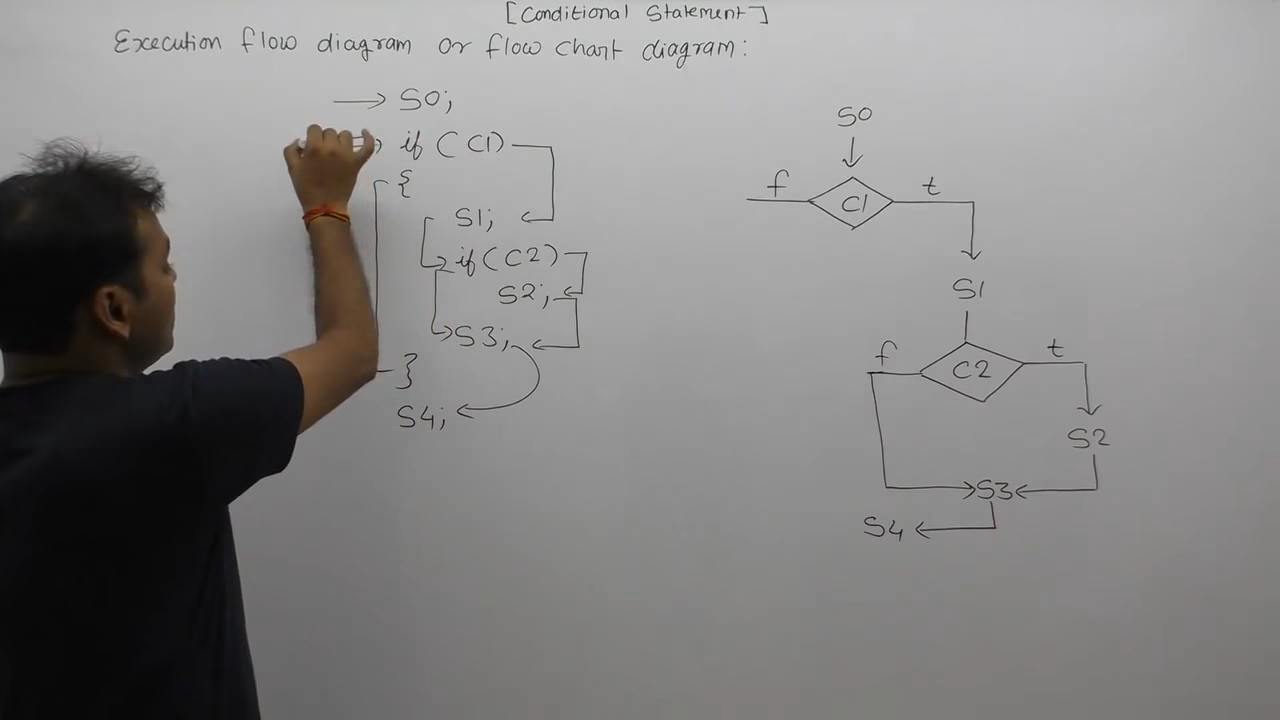 [Conditional Statement]
Execution flow diagram or flow chart diagram:
S0;
if (C1)
{
S1;
if (C2)
S2;
S3;
}
S4;
S0
f C1 t
S1
f C2 t
S2
S3
S4